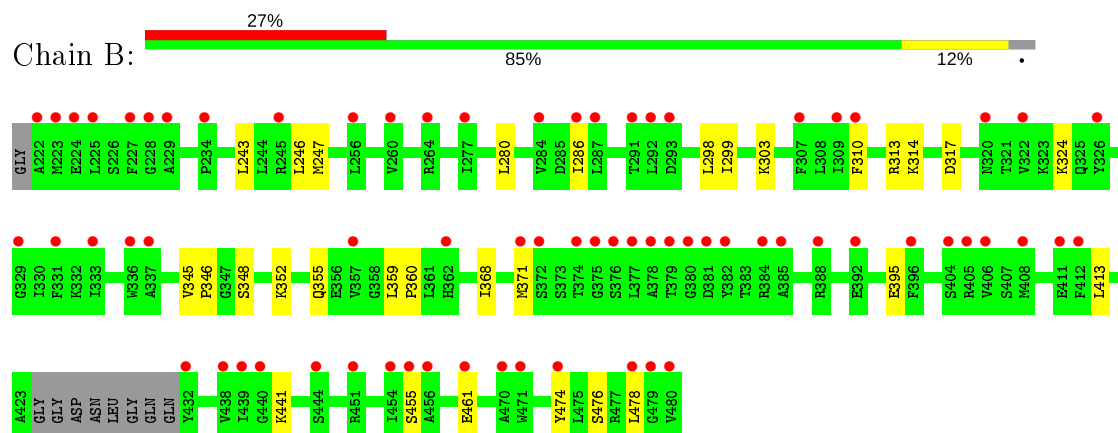 27%
Chain B:
85%
12%
•
GLY A222 M223 E224 L225 S226 F227 G228 A229 P234 L243 L244 R245 L246 M247 L256 V260 R264 I277 L280 V284 D285 I286 L287 T291 L292 D293 L298 I299 K303 F307 L308 I309 F310 R313 K314 D317 N320 T321 V322 K323 K324 Q325 Y326
G329 I330 F331 K332 I333 W336 A337 V345 P346 G347 S348 K352 Q355 E356 V357 G358 L359 P360 L361 H362 I368 M371 S372 S373 T374 G375 S376 L377 A378 T379 G380 D381 Y382 T383 R384 A385 R388 E392 E395 F396 S404 R405 V406 S407 M408 E411 F412 L413
A423 GLY GLY ASP ASN LEU GLY GLN GLN Y432 V438 I439 G440 K441 S444 R451 I454 S455 A456 E461 A470 W471 Y474 L475 S476 R477 L478 G479 V480